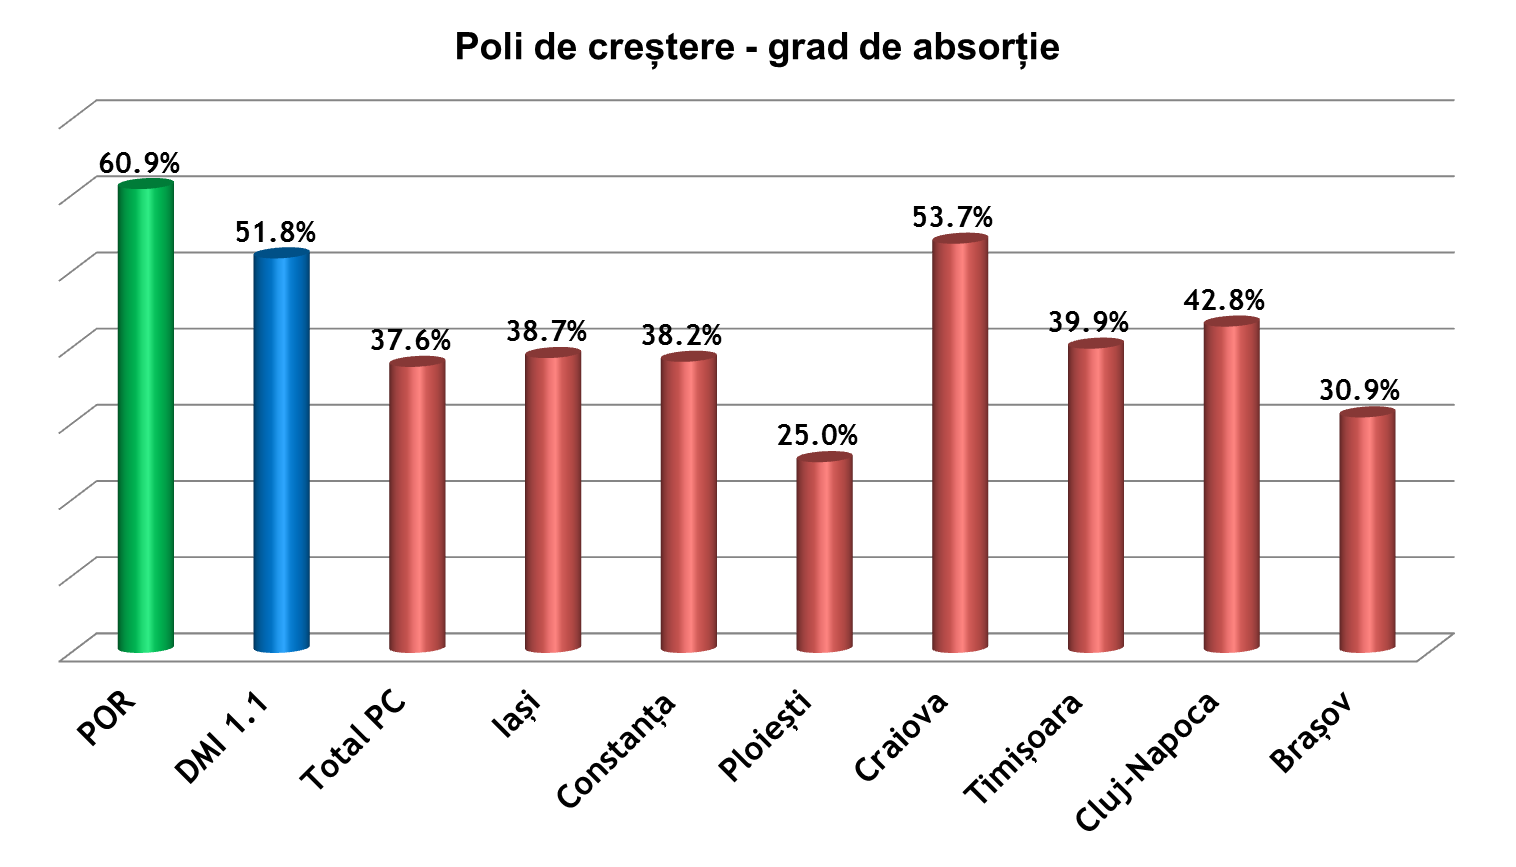 Poli de creștere - grad de absorție
60.9%
51.8%
37.6%
38.7%
38.2%
25.0%
53.7%
39.9%
42.8%
30.9%
POR
DMI 1.1
Total PC
Iași
Constanța
Ploiești
Craiova
Timișoara
Cluj-Napoca
Brașov